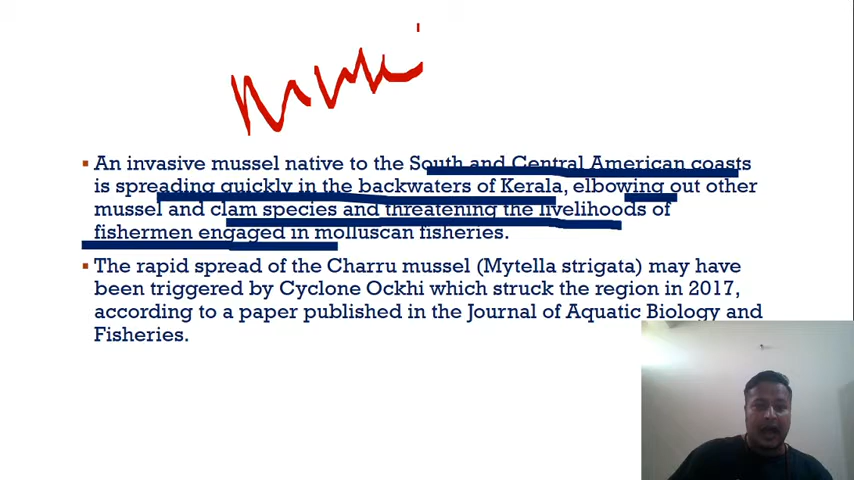 ▪ An invasive mussel native to the South and Central American coasts
is spreading quickly in the backwaters of Kerala, elbowing out other
mussel and clam species and threatening the livelihoods of
fishermen engaged in molluscan fisheries.
▪ The rapid spread of the Charru mussel (Mytella strigata) may have
been triggered by Cyclone Ockhi which struck the region in 2017,
according to a paper published in the Journal of Aquatic Biology and
Fisheries.